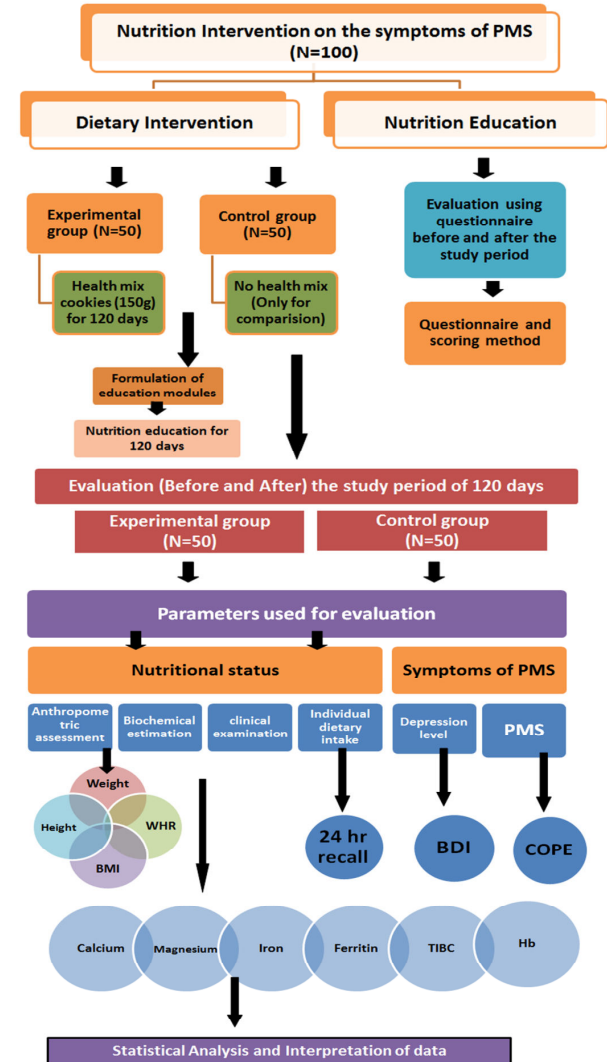 Nutrition Intervention on the symptoms of PMS
(N=100)
Dietary Intervention
Nutrition Education
Experimental
group (N=50)
Control group
(N=50)
Evaluation using
questionnaire
before and after the
study period
Health mix
cookies (150g)
for 120 days
No health mix
(Only for
comparision)
Questionnaire and
scoring method
Formulation of
education modules
Nutrition education for
120 days
Evaluation (Before and After) the study period of 120 days
Experimental group
(N=50)
Control group
(N=50)
Parameters used for evaluation
Nutritional status
Symptoms of PMS
Anthropome
tric
assessment
Biochemical
estimation
clinical
examination
Individual
dietary
intake
Depression
level
PMS
Weight
Height
WHR
BMI
24 hr
recall
BDI
COPE
Calcium
Magnesium
Iron
Ferritin
TIBC
Hb
Statistical Analysis and Interpretation of data